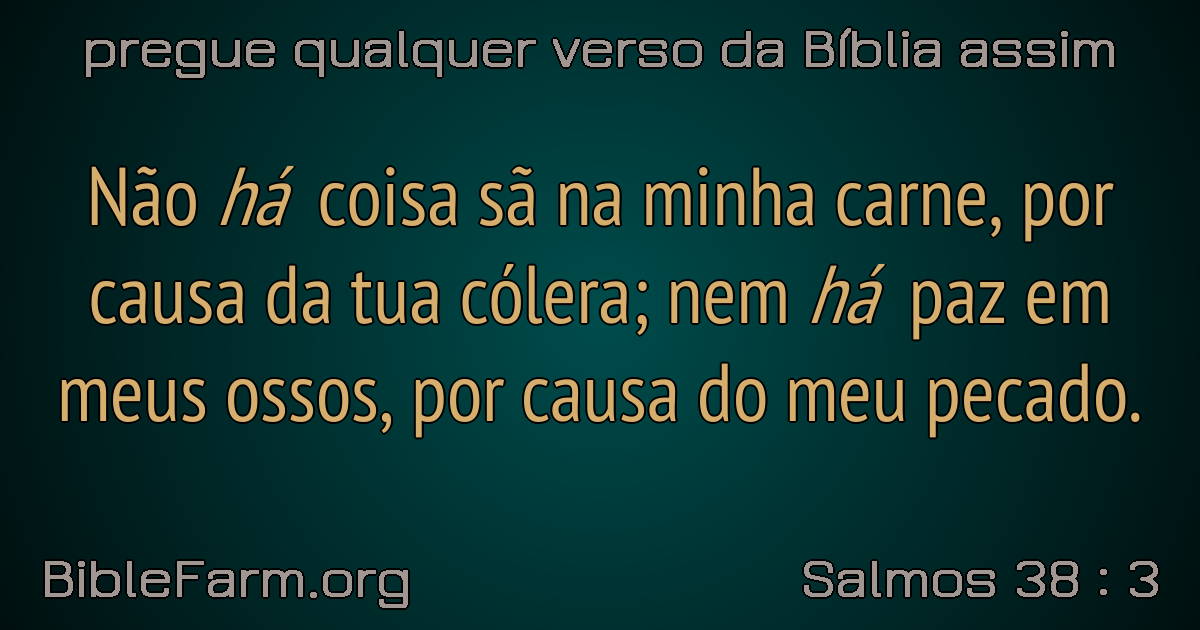 pregue qualquer verso da Bíblia assim
Não há coisa sã na minha carne, por
causa da tua cólera; nem há paz em
meus ossos, por causa do meu pecado.
BibleFarm.org
Salmos 38 : 3